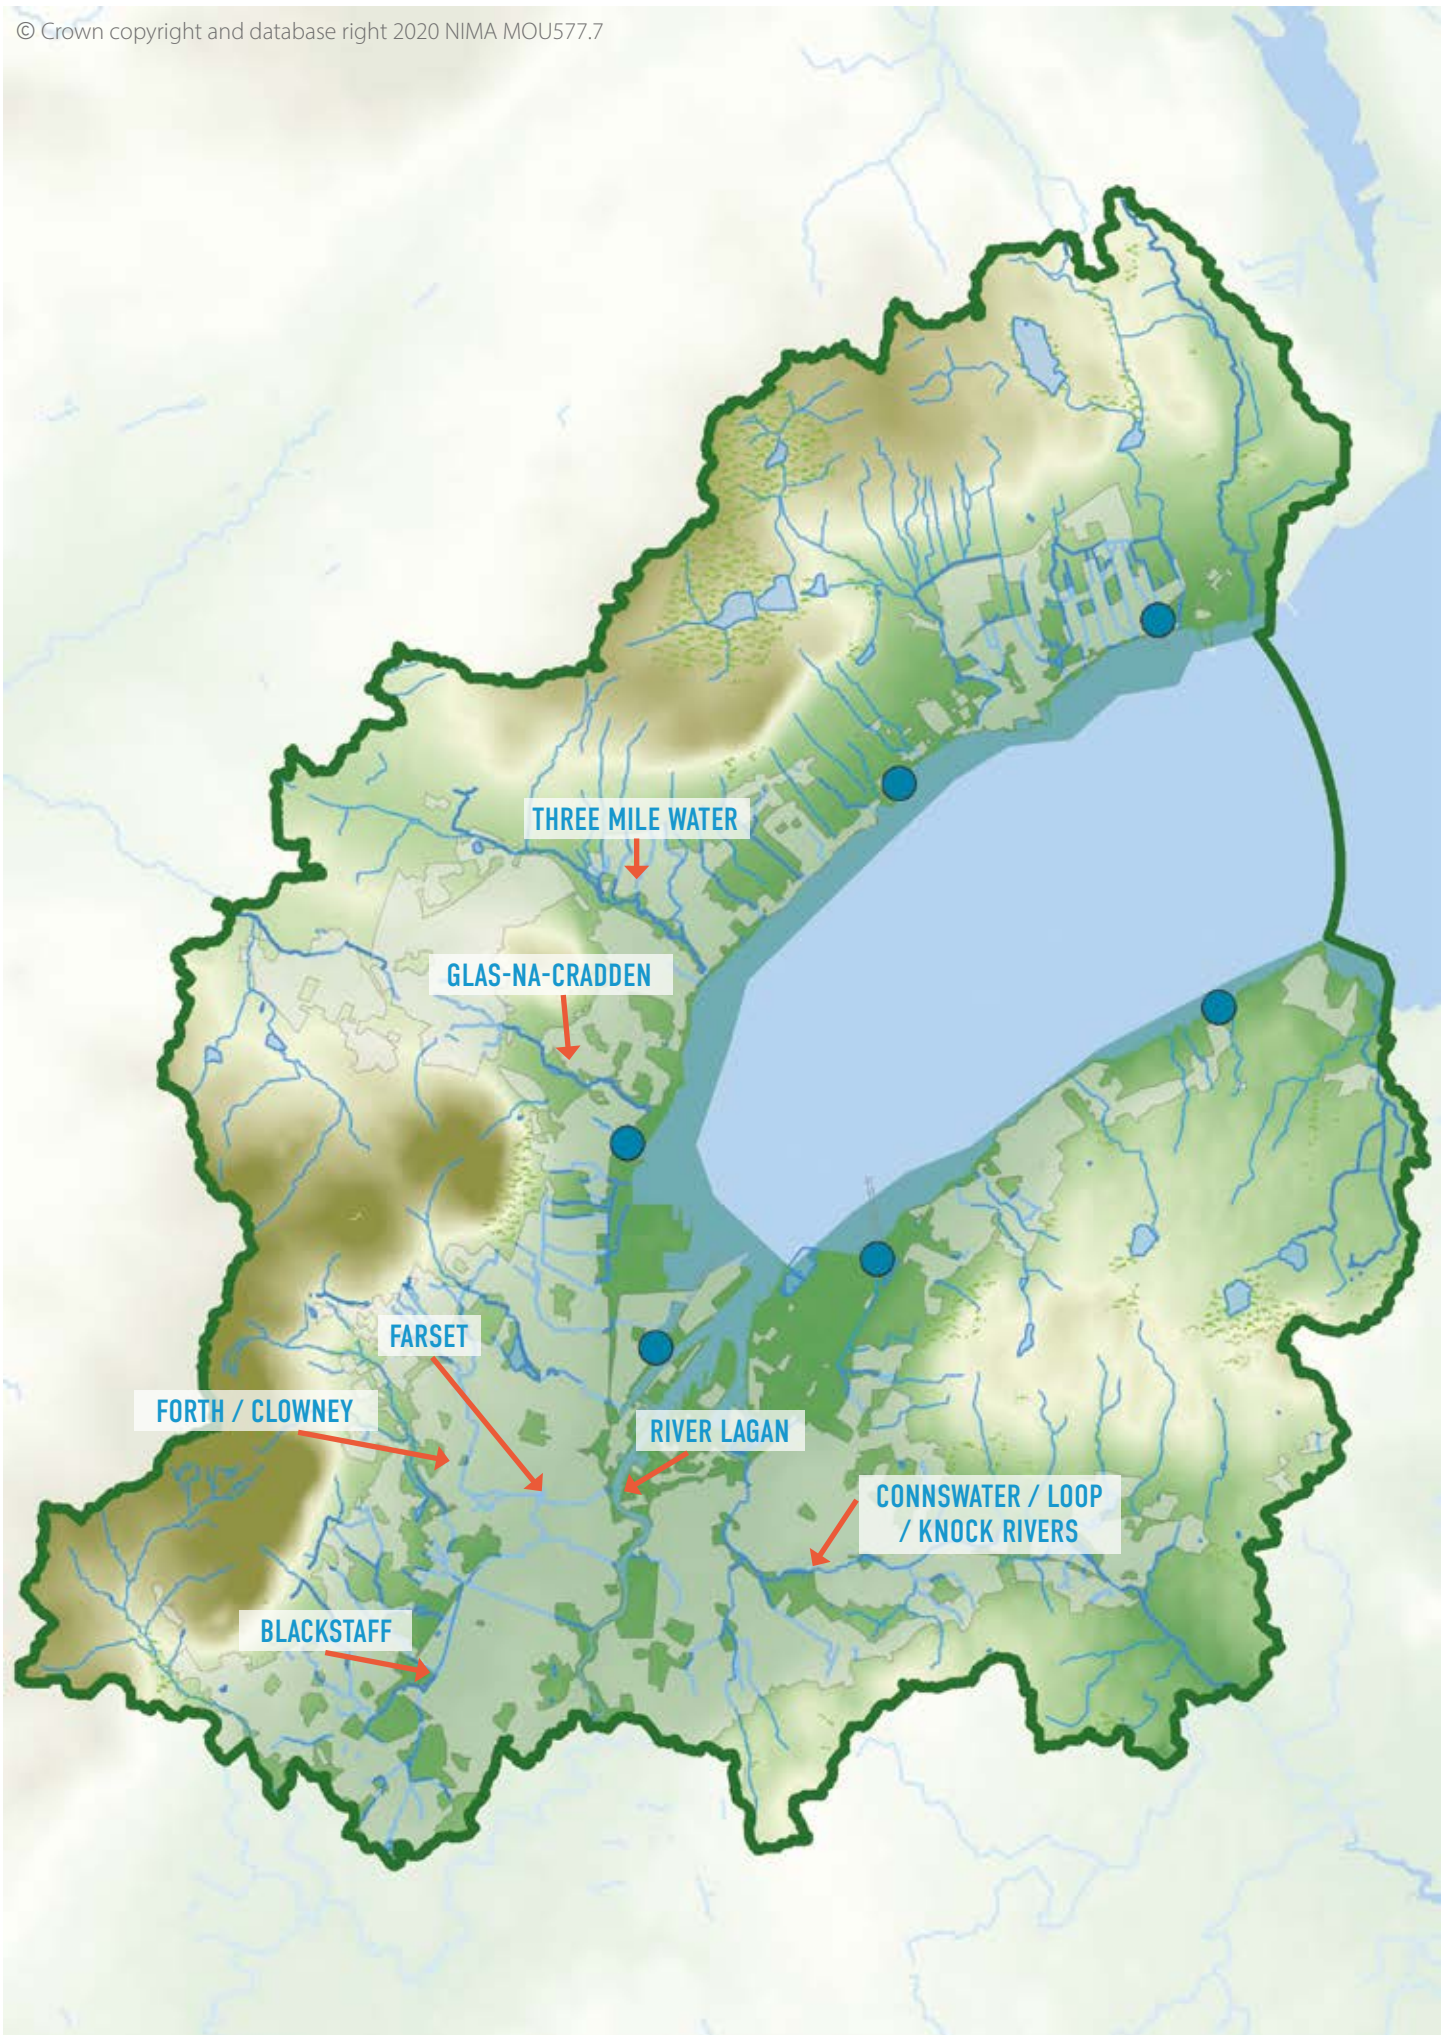 © Crown copyright and database right 2020 NIMA MOU577.7
THREE MILE WATER
GLAS-NA-CRADDEN
FARSET
FORTH / CLOWNEY
RIVER LAGAN
CONNSWATER / LOOP
/ KNOCK RIVERS
BLACKSTAFF